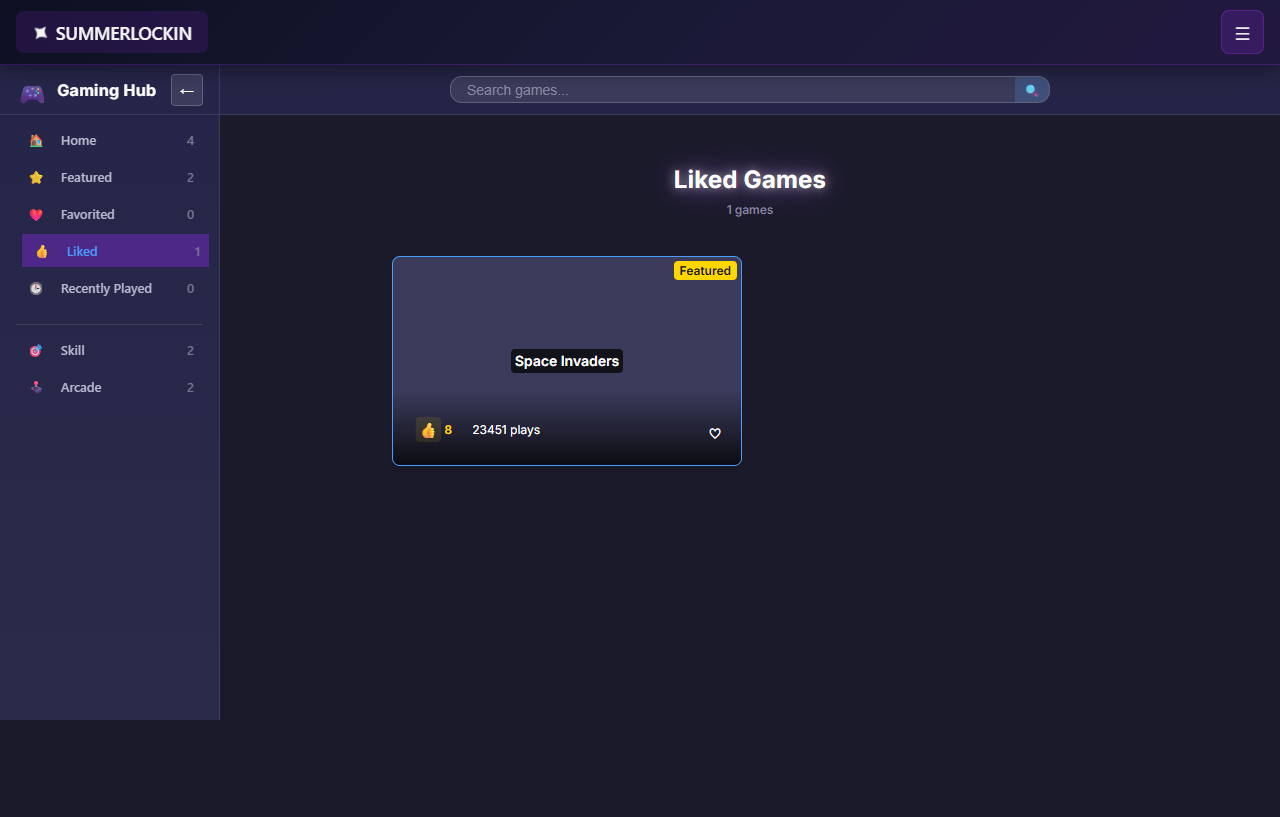 SUMMERLOCKIN
☰
Gaming Hub
←
Search games...
Home 4
Featured 2
Favorited 0
Liked 1
Recently Played 0
Skill 2
Arcade 2
Liked Games
1 games
Featured
Space Invaders
8 23451 plays